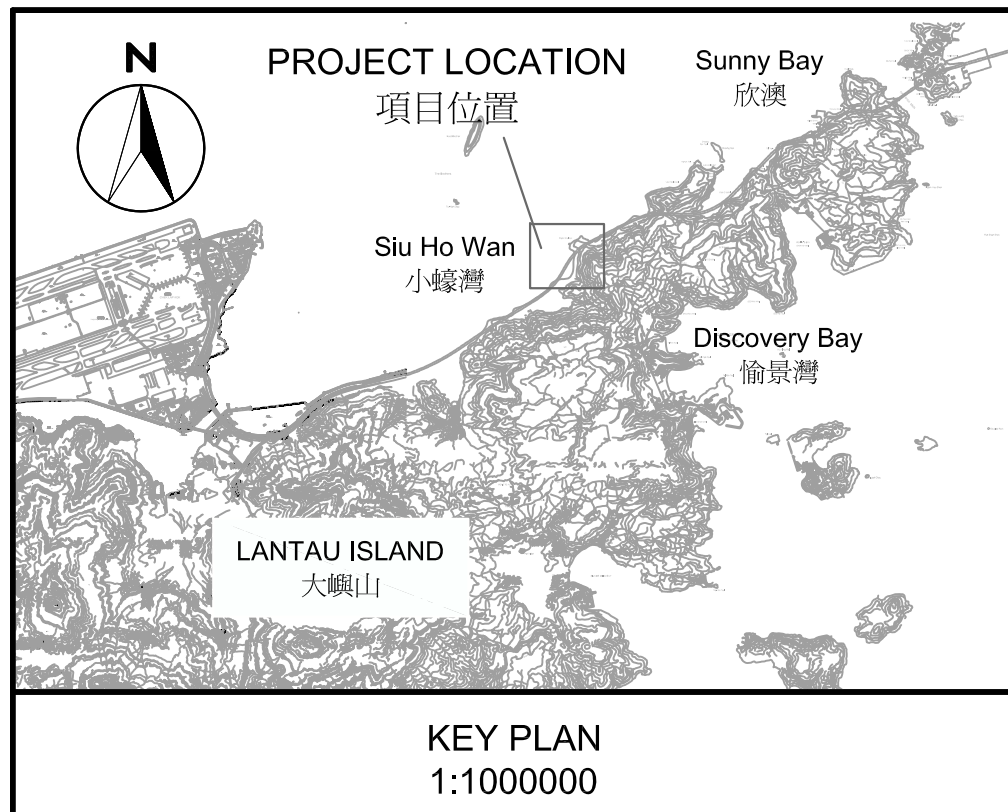 N
PROJECT LOCATION
項目位置
Sunny Bay
欣澳
Siu Ho Wan
小蠔灣
Discovery Bay
愉景灣
LANTAU ISLAND
大嶼山
KEY PLAN
1:1000000